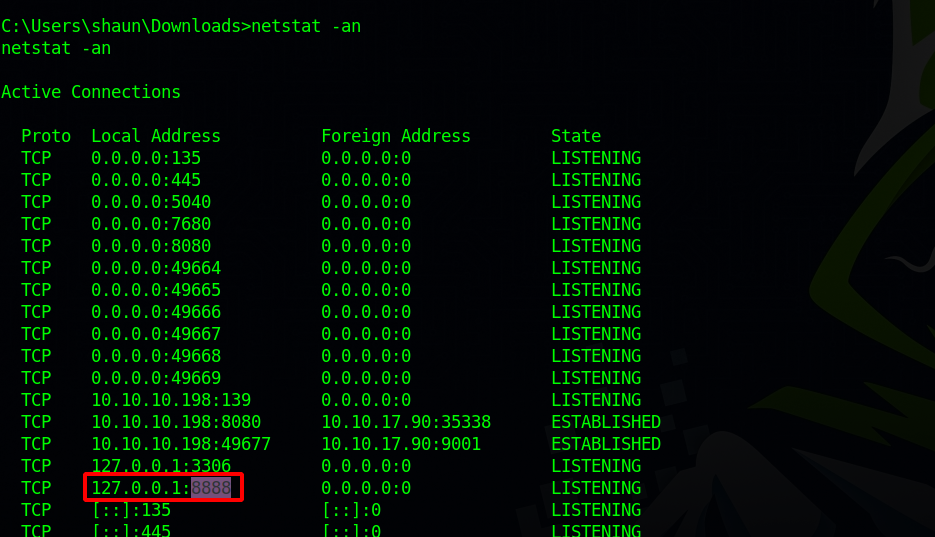 C:\Users\shaun\Downloads>netstat -an
netstat -an
Active Connections
Proto Local Address Foreign Address State
TCP 0.0.0.0:135 0.0.0.0:0 LISTENING
TCP 0.0.0.0:445 0.0.0.0:0 LISTENING
TCP 0.0.0.0:5040 0.0.0.0:0 LISTENING
TCP 0.0.0.0:7680 0.0.0.0:0 LISTENING
TCP 0.0.0.0:8080 0.0.0.0:0 LISTENING
TCP 0.0.0.0:49664 0.0.0.0:0 LISTENING
TCP 0.0.0.0:49665 0.0.0.0:0 LISTENING
TCP 0.0.0.0:49666 0.0.0.0:0 LISTENING
TCP 0.0.0.0:49667 0.0.0.0:0 LISTENING
TCP 0.0.0.0:49668 0.0.0.0:0 LISTENING
TCP 0.0.0.0:49669 0.0.0.0:0 LISTENING
TCP 10.10.10.198:139 0.0.0.0:0 LISTENING
TCP 10.10.10.198:8080 10.10.17.90:35338 ESTABLISHED
TCP 10.10.10.198:49677 10.10.17.90:9001 ESTABLISHED
TCP 127.0.0.1:3306 0.0.0.0:0 LISTENING
TCP 127.0.0.1:8888 0.0.0.0:0 LISTENING
TCP [::]:135 [::]:0 LISTENING
TCP [::]:445 [::]:0 LISTENING